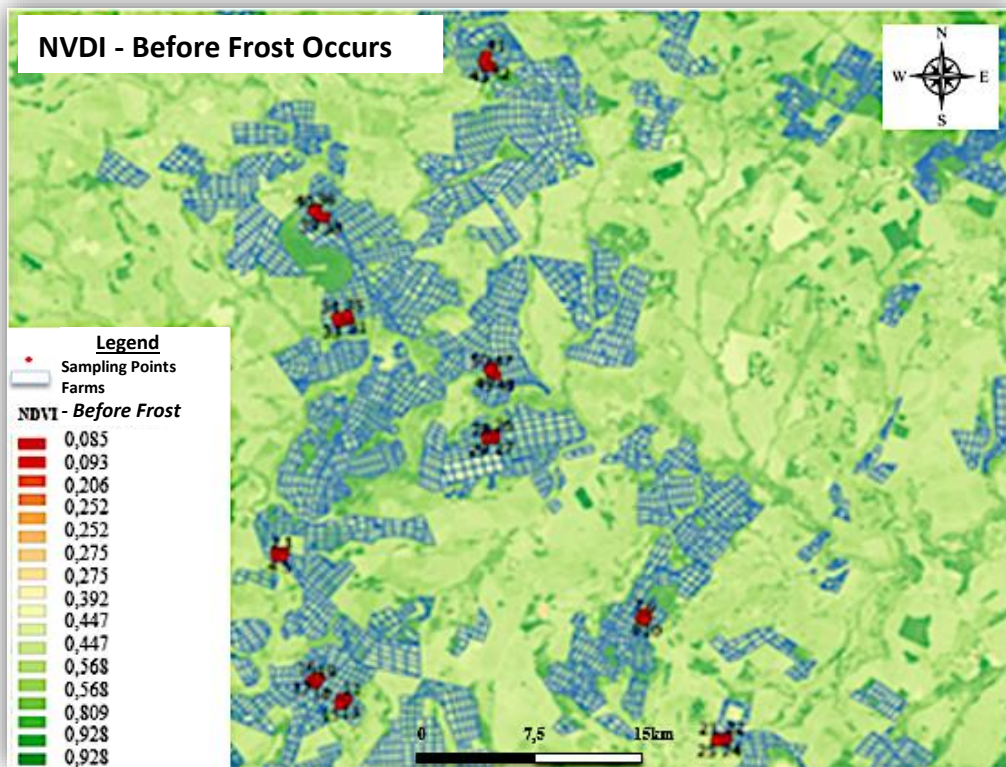 NVDI - Before Frost Occurs
N
W E
S
Legend
Sampling Points
Farms
NDVI - Before Frost
0,085
0,093
0,206
0,252
0,252
0,275
0,275
0,392
0,447
0,447
0,568
0,568
0,809
0,928
0,928
0 7,5 15km